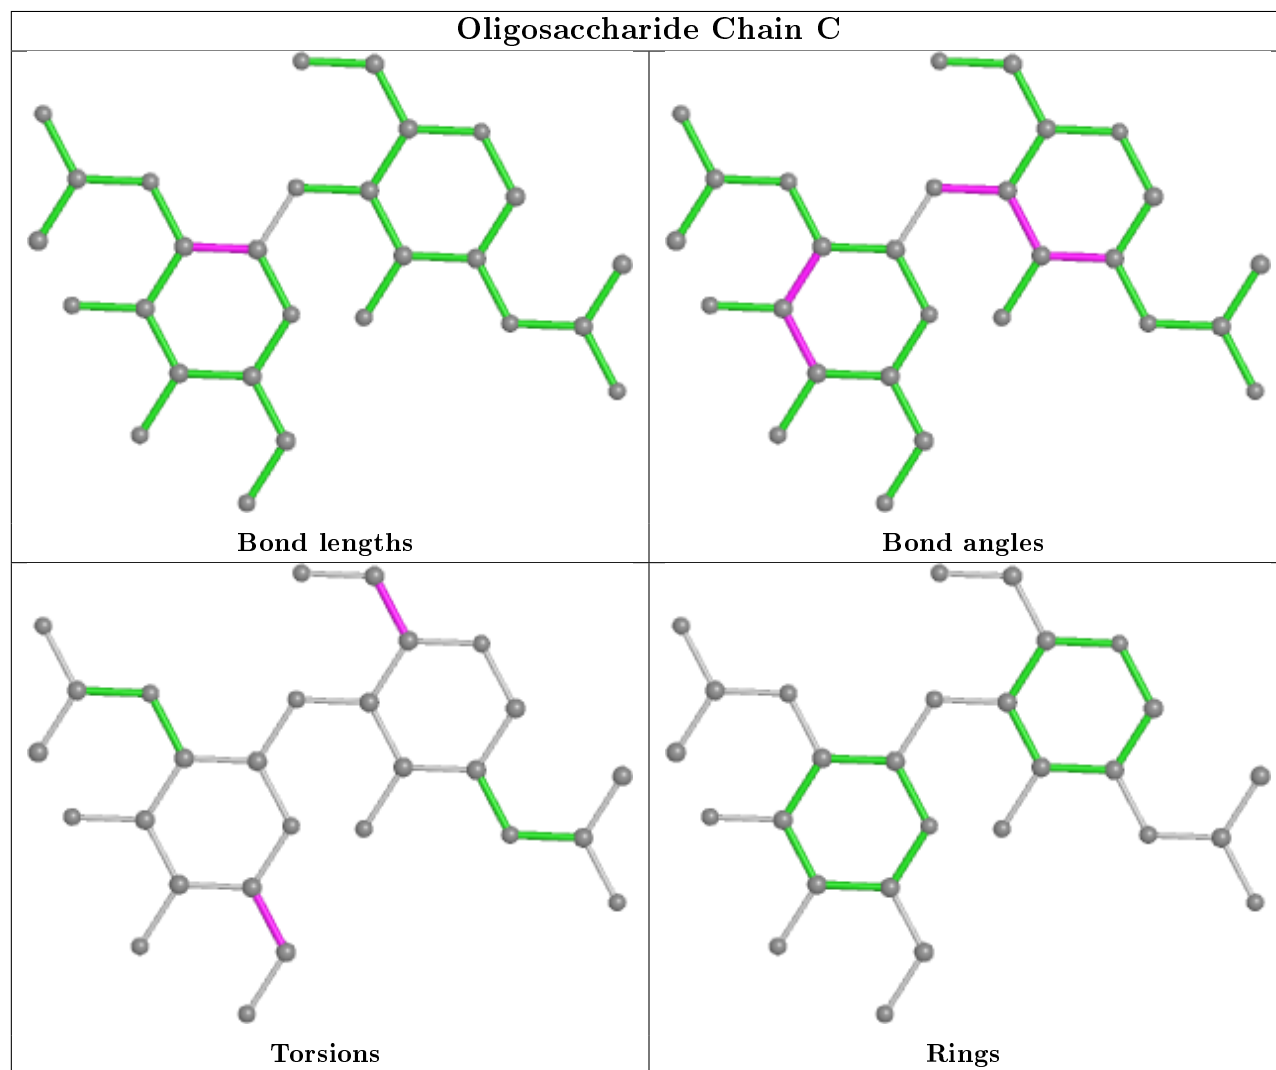 Oligosaccharide Chain C
Bond lengths
Bond angles
Torsions
Rings